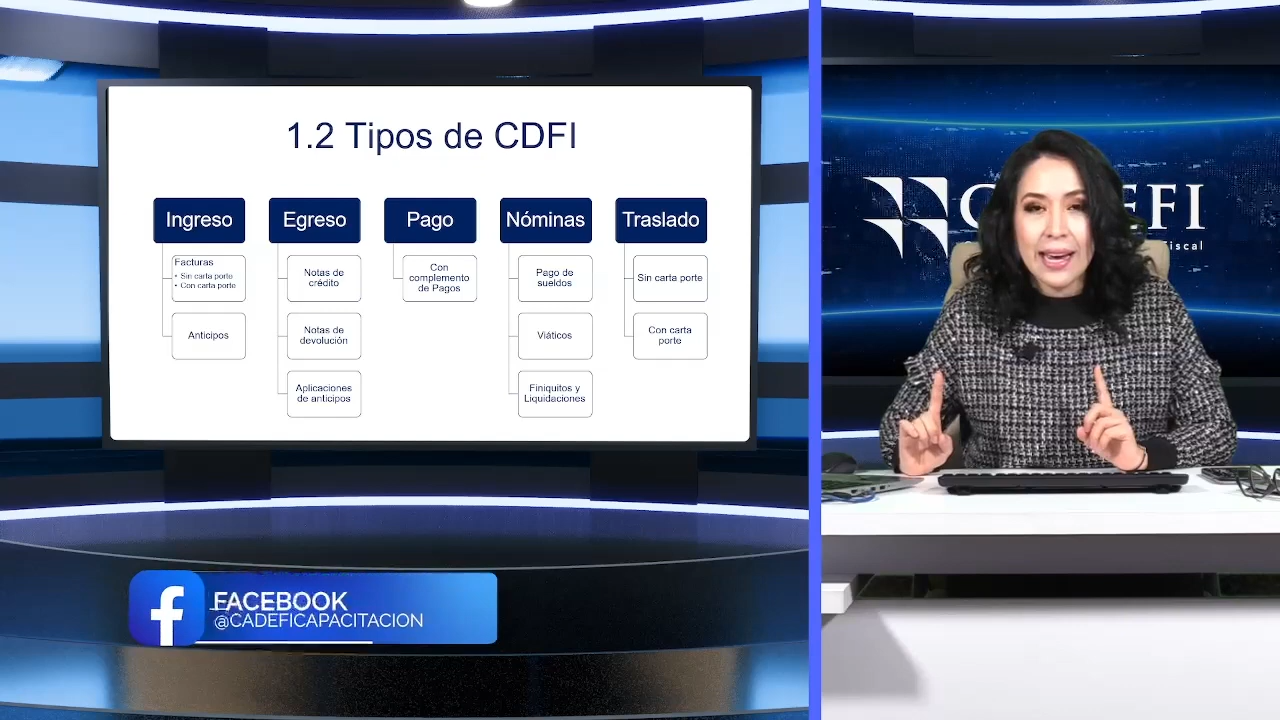 1.2 Tipos de CDFI
Ingreso
Facturas
• Sin carta porte
• Con carta porte
Anticipos
Egreso
Notas de
crédito
Notas de
devolución
Aplicaciones
de anticipos
Pago
Con
complemento
de Pagos
Nóminas
Pago de
sueldos
Viáticos
Finiquitos y
Liquidaciones
Traslado
Sin carta porte
Con carta
porte
FACEBOOK
@CADEFICAPACITACION